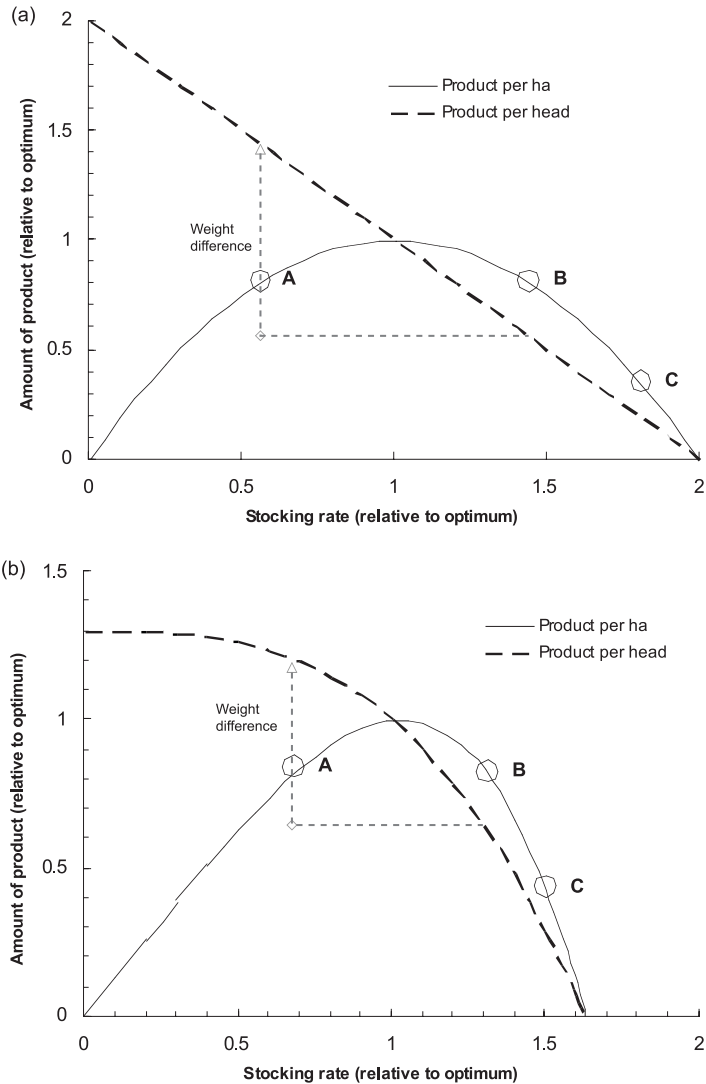 (a)
2
1.5
1
0.5
0
Amount of product (relative to optimum)
Product per ha
Product per head
Weight
difference
A
B
C
0 0.5 1 1.5 2
Stocking rate (relative to optimum)
(b)
1.5
1
0.5
0
Amount of product (relative to optimum)
Product per ha
Product per head
Weight
difference
A
B
C
0 0.5 1 1.5 2
Stocking rate (relative to optimum)